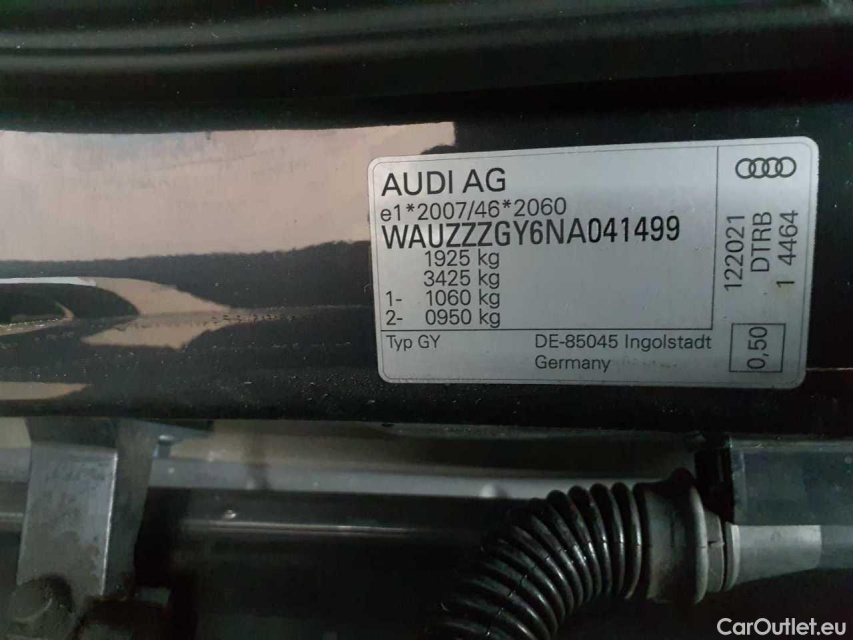 AUDI AG
e1*2007/46*2060
WAUZZZGY6NA041499
1925 kg
3425 kg
1- 1060 kg
2- 0950 kg
Typ GY DE-85045 Ingolstadt
Germany
122021
DTRB
1 4464
0,50
CarOutlet.eu